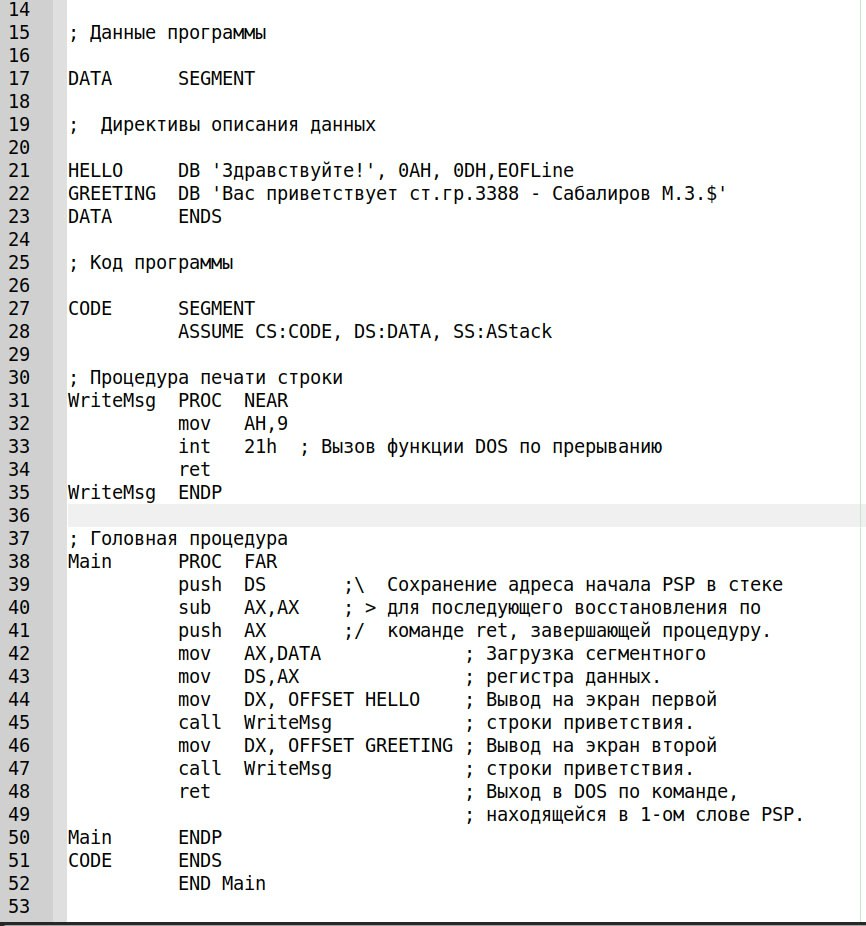 14
15 ; Данные программы
16
17 DATA      SEGMENT
18
19 ;  Директивы описания данных
20
21 HELLO     DB 'Здравствуйте!', 0AH, 0DH,EOFLine
22 GREETING  DB 'Вас приветствует ст.гр.3388 - Сабалиров М.З.$'
23 DATA      ENDS
24
25 ; Код программы
26
27 CODE      SEGMENT
28           ASSUME CS:CODE, DS:DATA, SS:AStack
29
30 ; Процедура печати строки
31 WriteMsg  PROC  NEAR
32           mov   AH,9
33           int   21h  ; Вызов функции DOS по прерыванию
34           ret
35 WriteMsg  ENDP
36
37 ; Головная процедура
38 Main      PROC  FAR
39           push  DS       ;\  Сохранение адреса начала PSP в стеке
40           sub   AX,AX    ; > для последующего восстановления по
41           push  AX       ;/  команде ret, завершающей процедуру.
42           mov   AX,DATA             ; Загрузка сегментного
43           mov   DS,AX               ; регистра данных.
44           mov   DX, OFFSET HELLO    ; Вывод на экран первой
45           call  WriteMsg            ; строки приветствия.
46           mov   DX, OFFSET GREETING ; Вывод на экран второй
47           call  WriteMsg            ; строки приветствия.
48           ret                       ; Выход в DOS по команде,
49                                     ; находящейся в 1-ом слове PSP.
50 Main      ENDP
51 CODE      ENDS
52           END Main
53